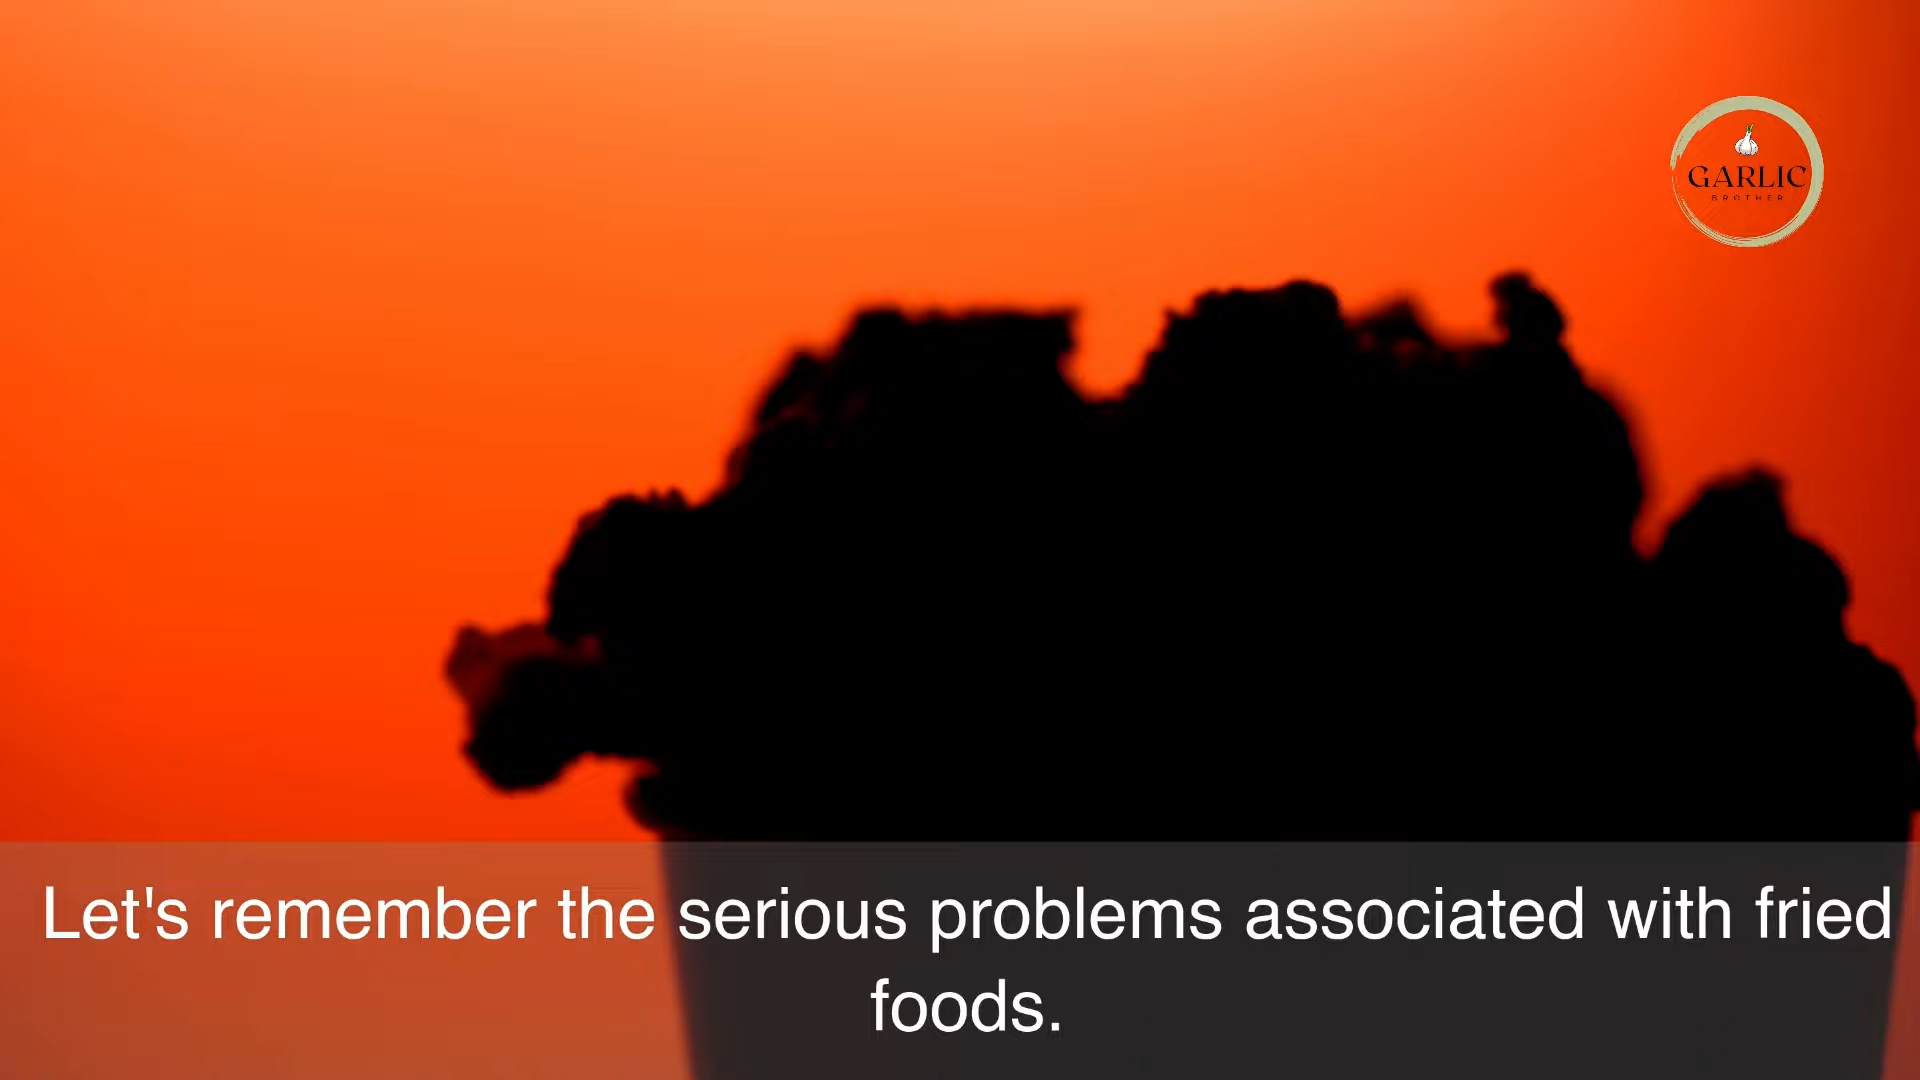 GARLIC
BROTHER
Let's remember the serious problems associated with fried
foods.